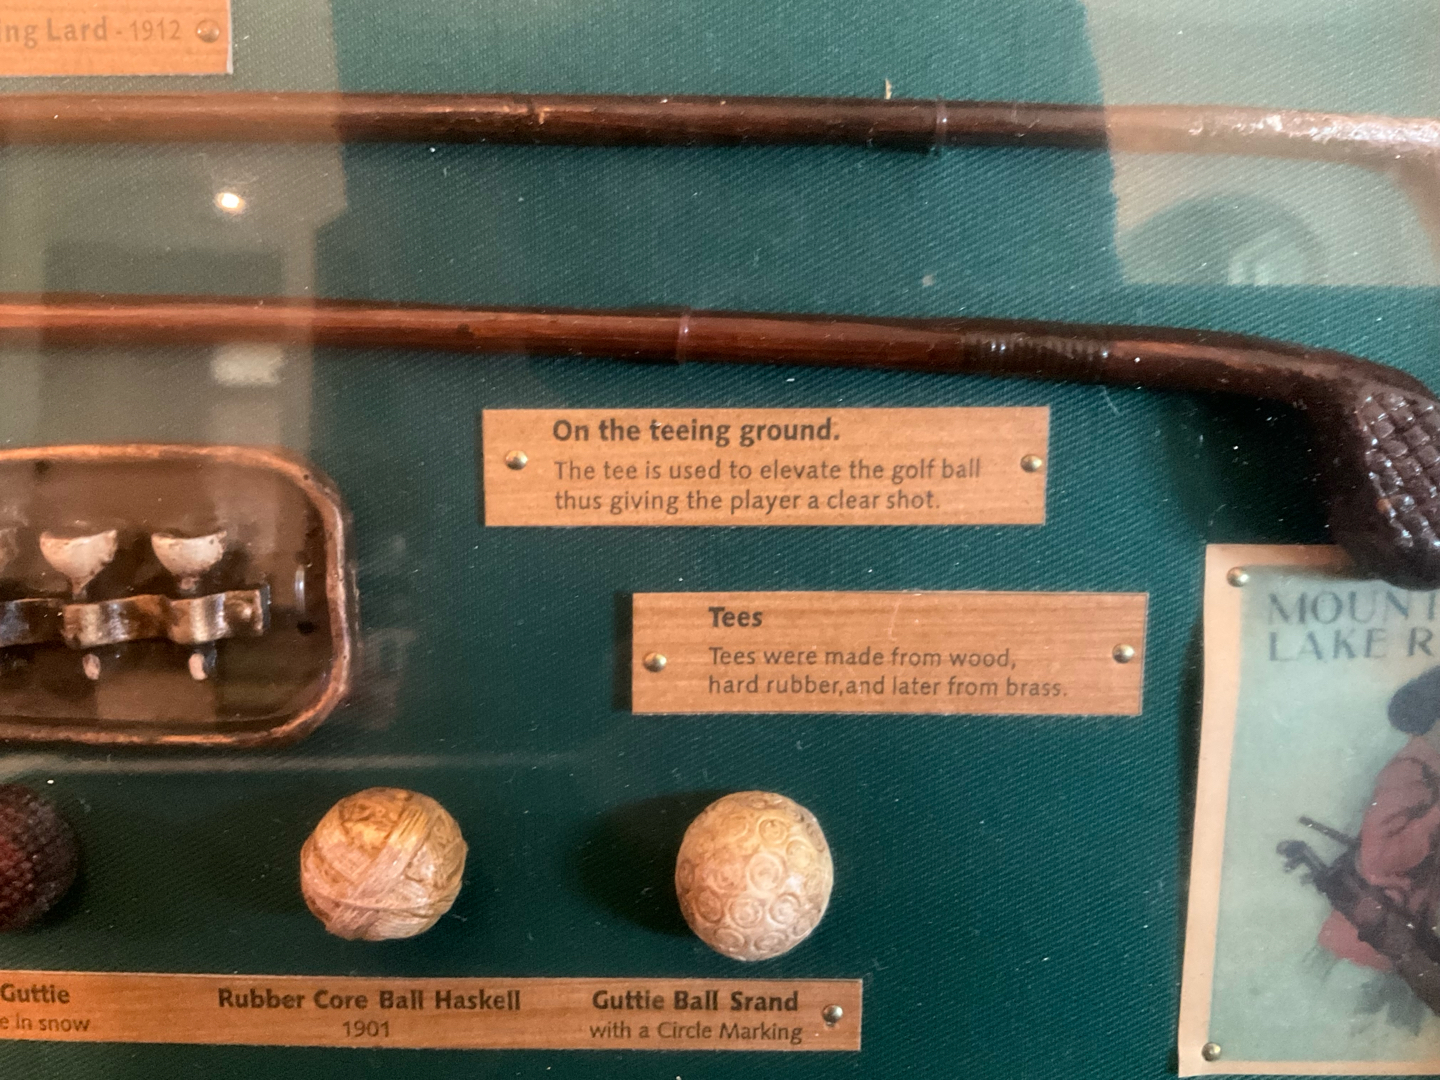 ing Lard - 1912
On the teeing ground.
The tee is used to elevate the golf ball
thus giving the player a clear shot.
Tees
Tees were made from wood,
hard rubber,and later from brass.
MOUNT
LAKE R
Guttie
e in snow
Rubber Core Ball Haskell
1901
Guttie Ball Srand
with a Circle Marking